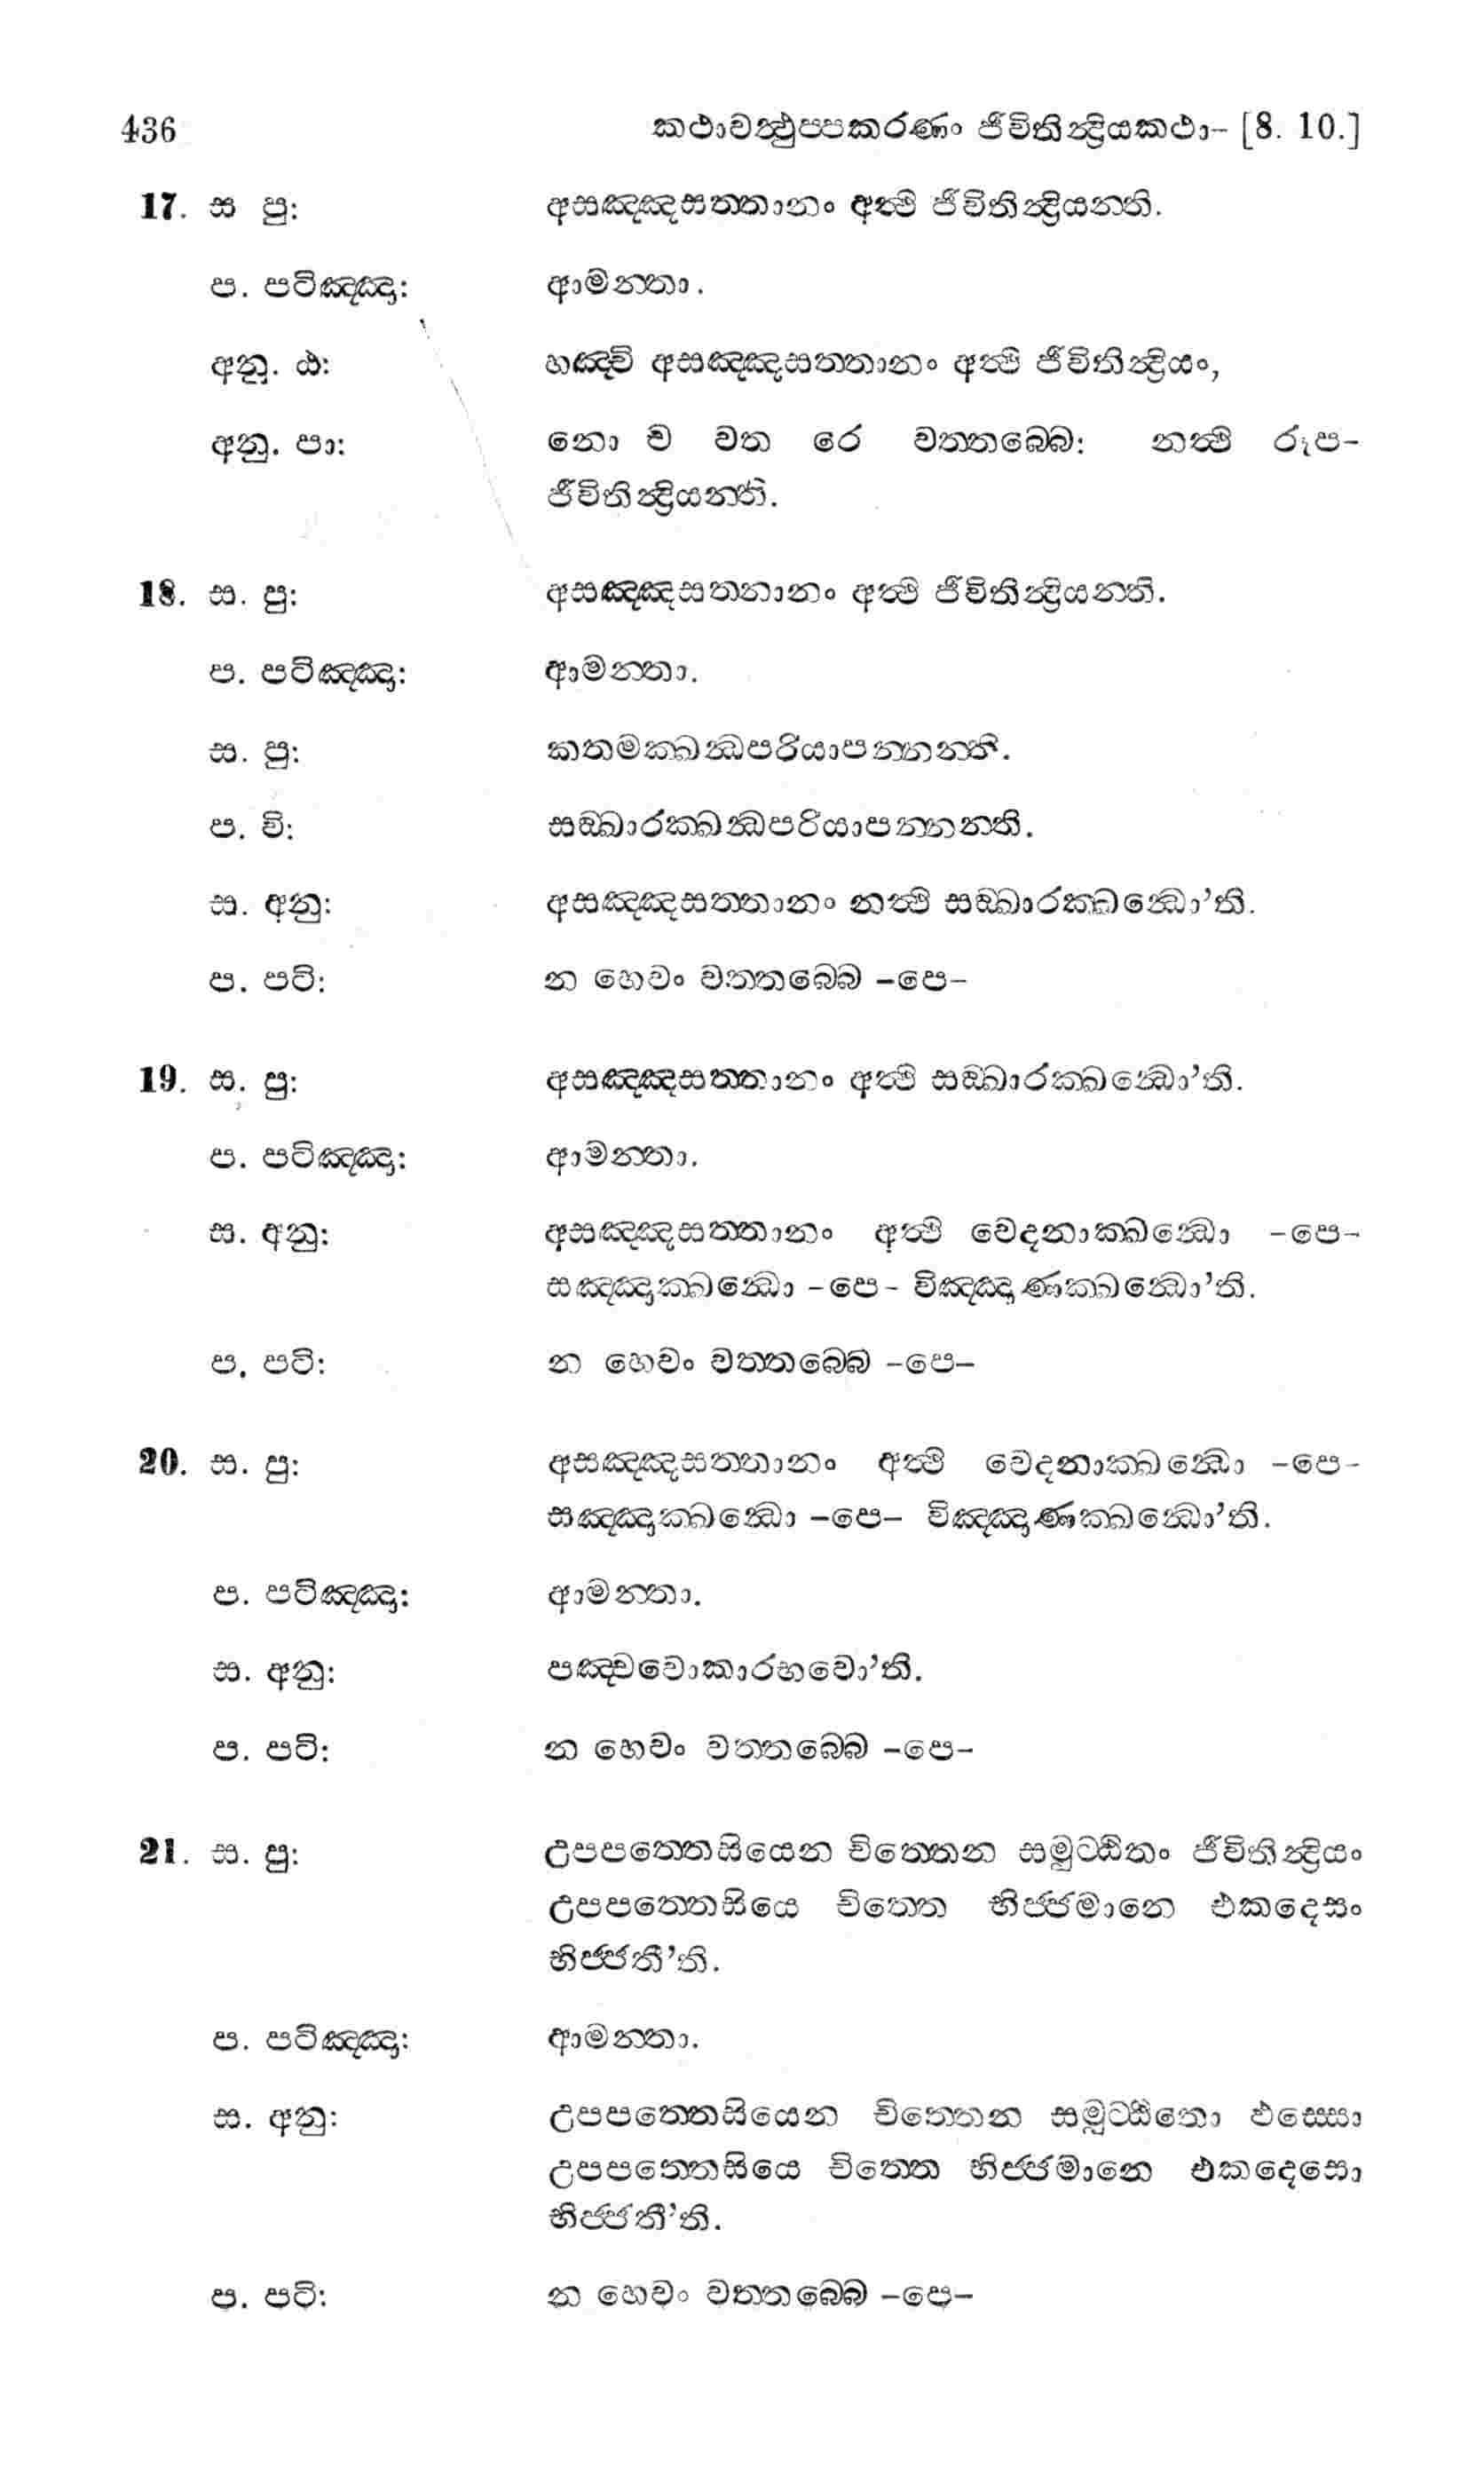 436 කථාවත්‍ථුප්පකරණං ජීවිතින්‍ද්‍රියකථා- [8. 10.]
17. ස පු: අසඤ්ඤසත්තානං අත්‍ථි ජීවිතින්‍ද්‍රියන්ති.
ප. පටිඤ්ඤා: ආමන්තා.
අනු. ඨ: හඤ්චි අසඤ්ඤසත්තානං අත්‍ථි ජීවිතින්‍ද්‍රියං,
අනු. පා: නො ච වත රේ වත්තබ්බෙ: නත්‍ථි රූප-
ජීවිතින්‍ද්‍රියන්ති.
18. ස. පු: අසඤ්ඤසත්තානං අත්‍ථි ජීවිතින්‍ද්‍රියන්ති.
ප. පටිඤ්ඤා: ආමන්තා.
ස. පු: කතමක්ඛන්‍ධපරියාපන්නන්ති.
ප. වි: සඞ්ඛාරක්ඛන්‍ධපරියාපන්නන්ති.
ස. අනු: අසඤ්ඤසත්තානං නත්‍ථි සඞ්ඛාරක්ඛන්‍ධො’ති.
ප. පටි: න හෙවං වත්තබ්බෙ -පෙ-
19. ස. පු: අසඤ්ඤසත්තානං අත්‍ථි සඞ්ඛාරක්ඛන්‍ධො’ති.
ප. පටිඤ්ඤා: ආමන්තා.
ස. අනු: අසඤ්ඤසත්තානං අත්‍ථි වෙදනාක්ඛන්‍ධො -පෙ-
සඤ්ඤාක්ඛන්‍ධො -පෙ- විඤ්ඤාණක්ඛන්‍ධො’ති.
ප. පටි: න හෙවං වත්තබ්බෙ -පෙ-
20. ස. පු: අසඤ්ඤසත්තානං අත්‍ථි වෙදනාක්ඛන්‍ධො -පෙ-
සඤ්ඤාක්ඛන්‍ධො -පෙ- විඤ්ඤාණක්ඛන්‍ධො’ති.
ප. පටිඤ්ඤා: ආමන්තා.
ස. අනු: පඤ්චවොකාරභවො’ති.
ප. පටි: න හෙවං වත්තබ්බෙ -පෙ-
21. ස. පු: උපපත්තෙසියෙන චිත්තෙන සමුට්ඨිතං ජීවිතින්‍ද්‍රියං
උපපත්තෙසියෙ චිත්තෙ භිජ්ජමානෙ එකදෙසං
භිජ්ජතී’ති.
ප. පටිඤ්ඤා: ආමන්තා.
ස. අනු: උපපත්තෙසියෙන චිත්තෙන සමුට්ඨිතො ඵස්සො
උපපත්තෙසියෙ චිත්තෙ භිජ්ජමානෙ එකදෙසො
භිජ්ජතී’ති.
ප. පටි: න හෙවං වත්තබ්බෙ -පෙ-